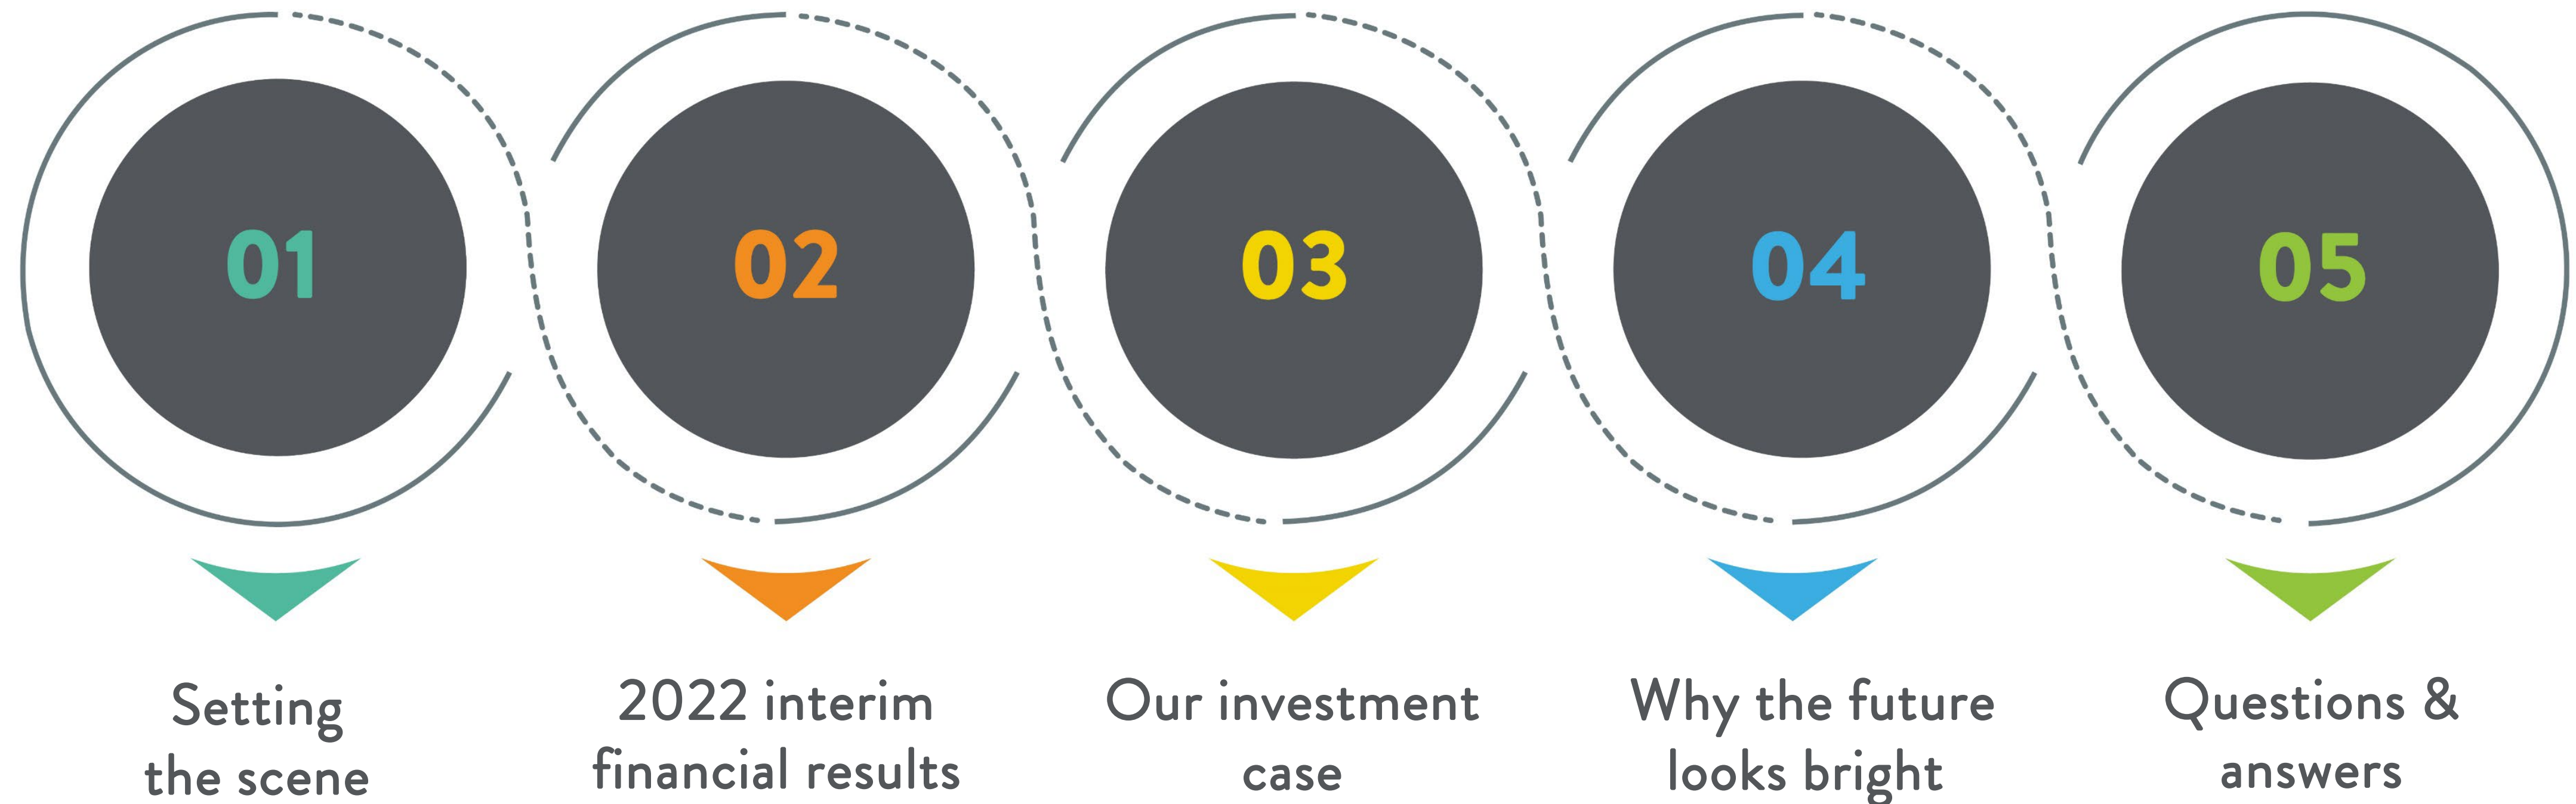 01
02
03
04
05
Setting
the scene
2022 interim
financial results
Our investment
case
Why the future
looks bright
Questions &
answers